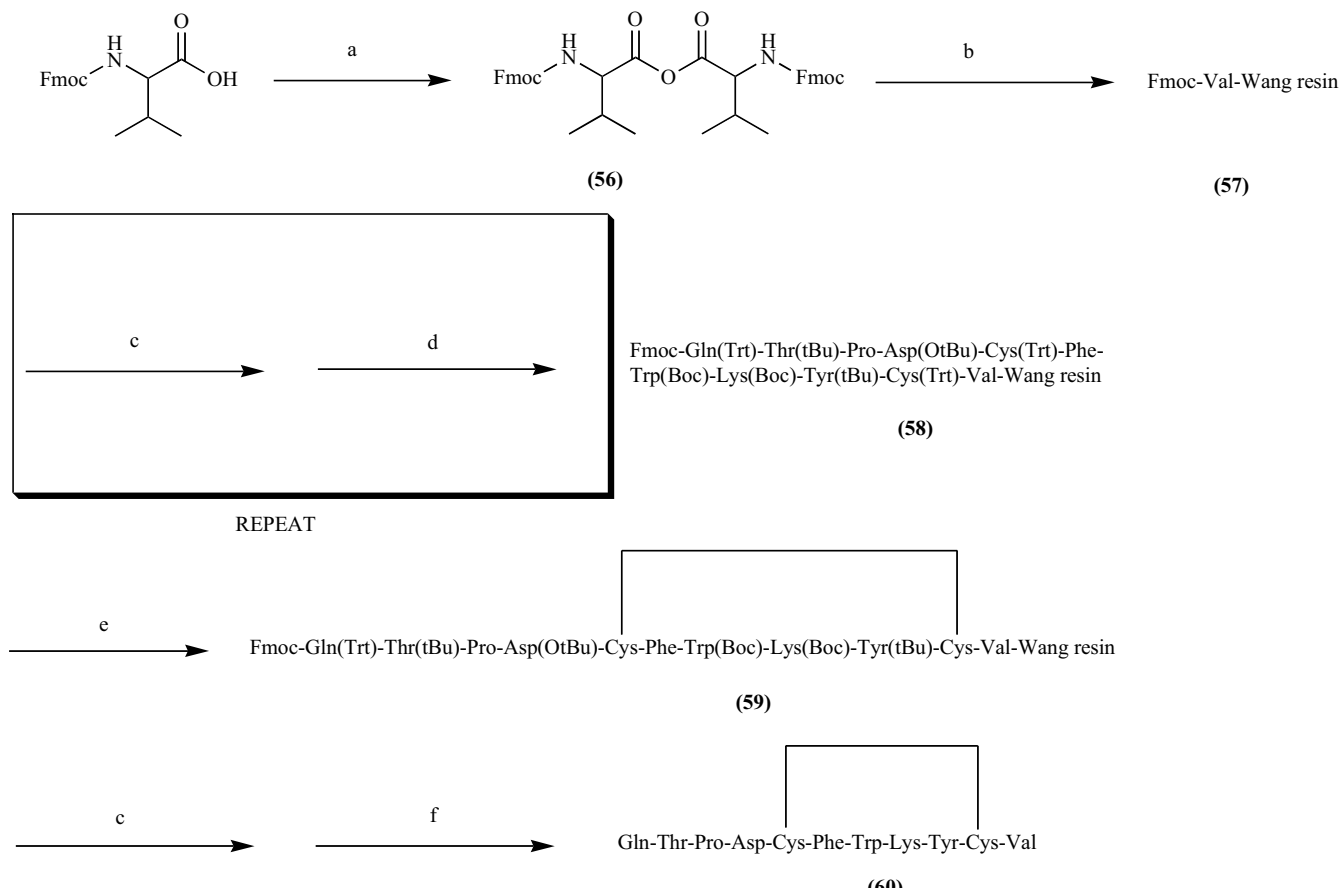 a
b
Fmoc
H
N
O
OH
Fmoc
H
N
O
O
O
H
N
Fmoc
Fmoc-Val-Wang resin
(56)
(57)
c
d
Fmoc-Gln(Trt)-Thr(tBu)-Pro-Asp(OtBu)-Cys(Trt)-Phe-
Trp(Boc)-Lys(Boc)-Tyr(tBu)-Cys(Trt)-Val-Wang resin
(58)
REPEAT
e
Fmoc-Gln(Trt)-Thr(tBu)-Pro-Asp(OtBu)-Cys-Phe-Trp(Boc)-Lys(Boc)-Tyr(tBu)-Cys-Val-Wang resin
(59)
c
f
Gln-Thr-Pro-Asp-Cys-Phe-Trp-Lys-Tyr-Cys-Val
(60)